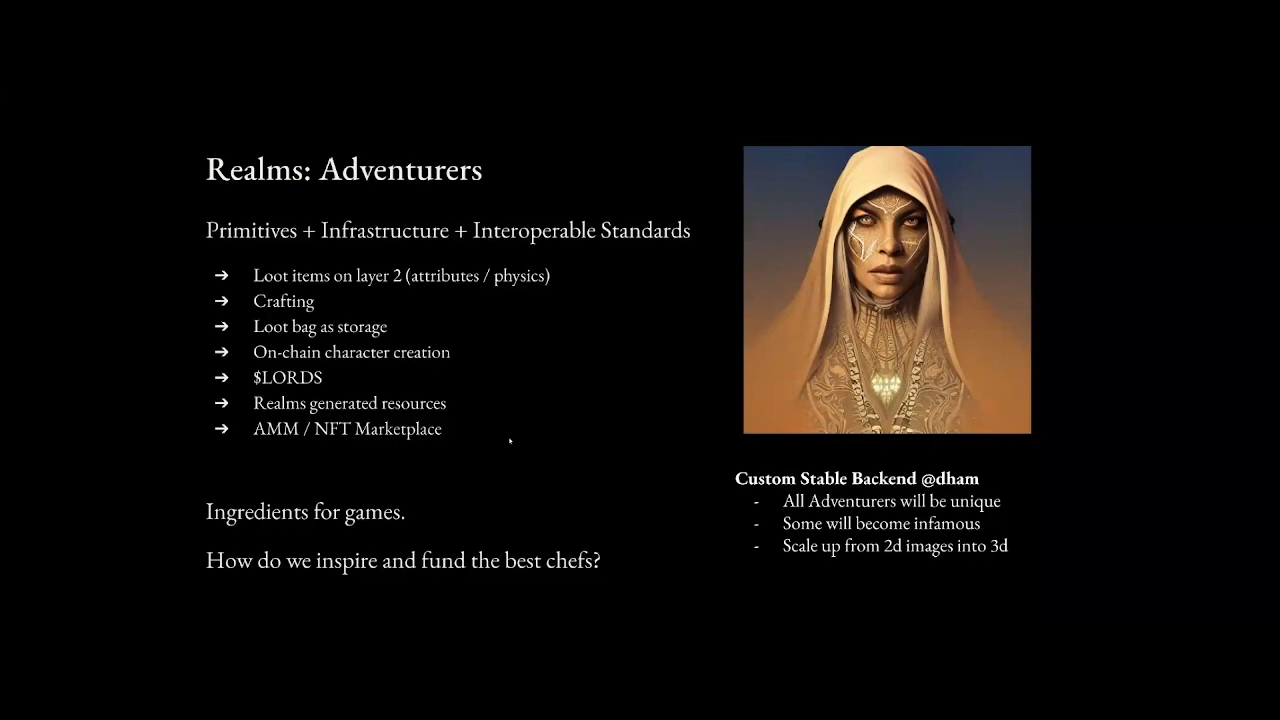 Realms: Adventurers
Primitives + Infrastructure + Interoperable Standards
➔ Loot items on layer 2 (attributes / physics)
➔ Crafting
➔ Loot bag as storage
➔ On-chain character creation
➔ $LORDS
➔ Realms generated resources
➔ AMM / NFT Marketplace
Ingredients for games.
How do we inspire and fund the best chefs?
Custom Stable Backend @dham
- All Adventurers will be unique
- Some will become infamous
- Scale up from 2d images into 3d